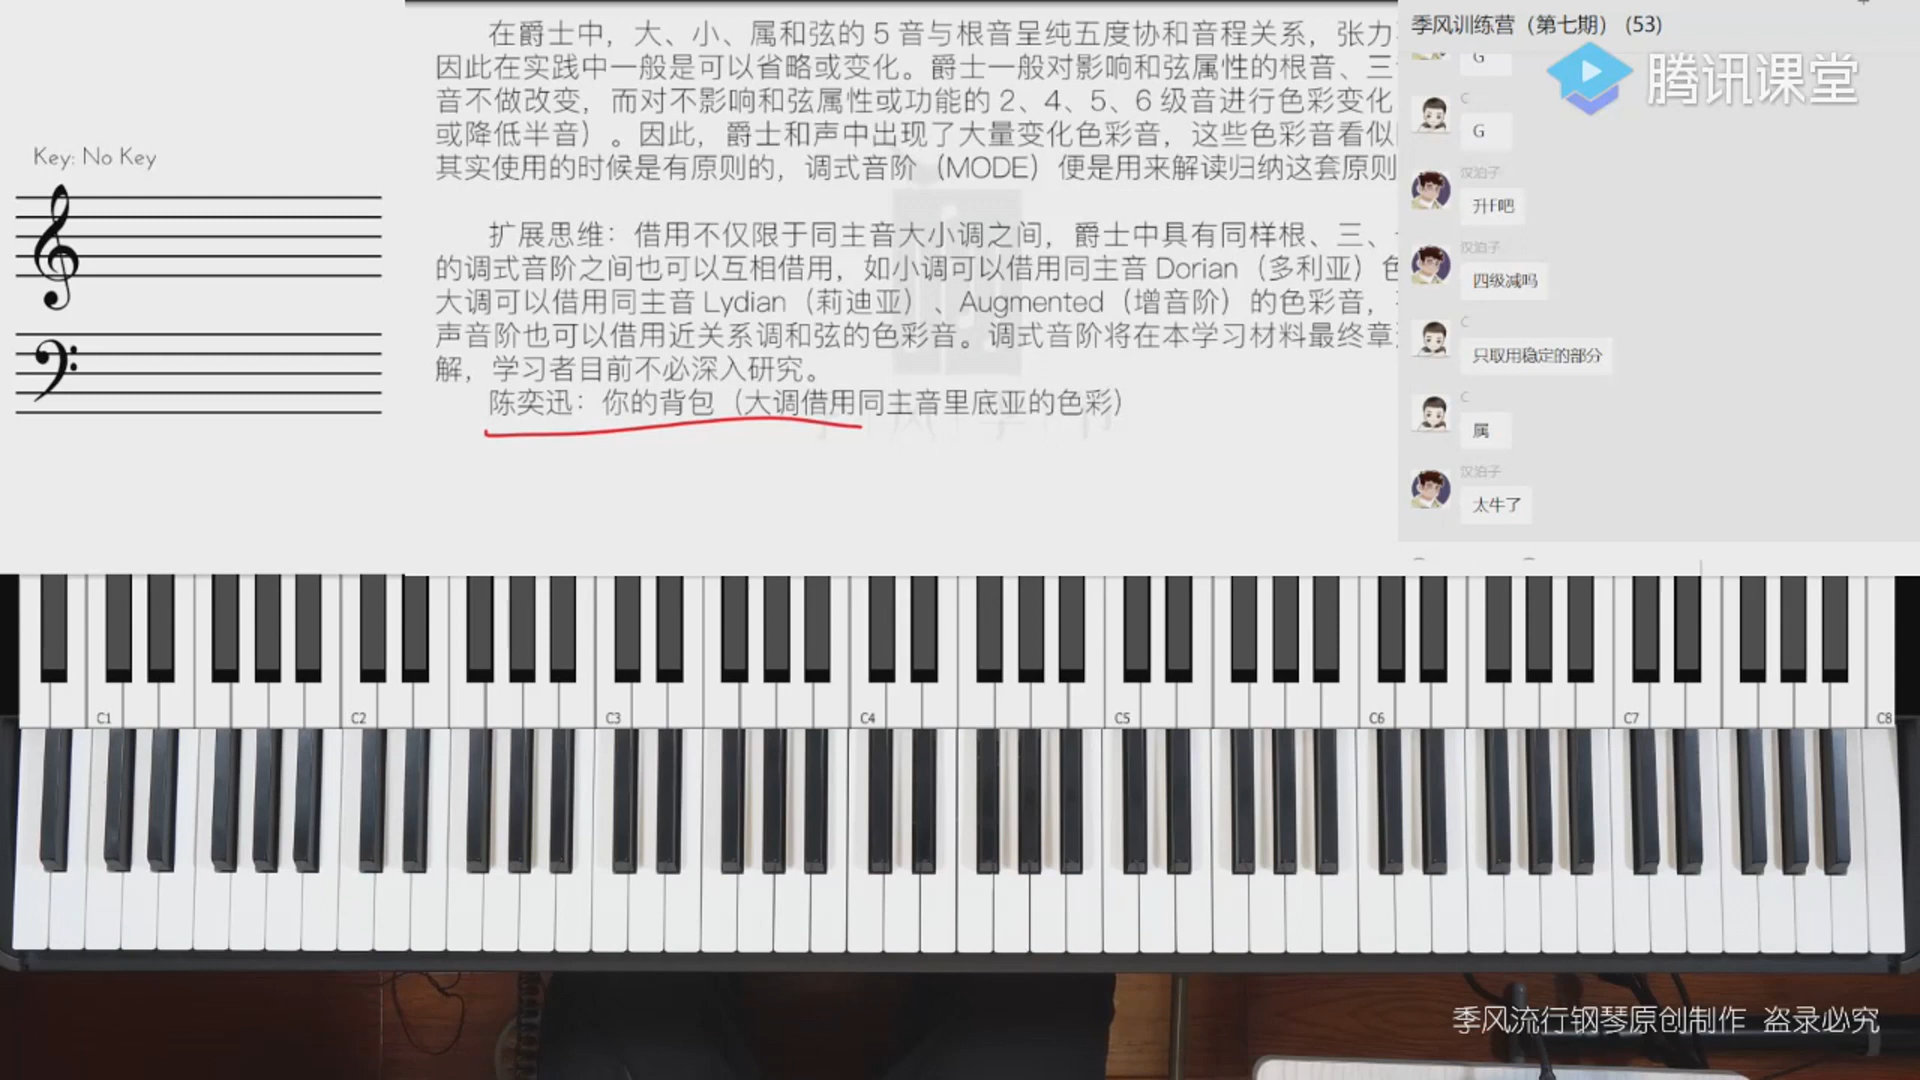 在爵士中，大、小、属和弦的 5 音与根音呈纯五度协和音程关系，张力
因此在实践中一般是可以省略或变化。爵士一般对影响和弦属性的根音、三
音不做改变，而对不影响和弦属性或功能的 2、4、5、6 级音进行色彩变化
或降低半音）。因此，爵士和声中出现了大量变化色彩音，这些色彩音看似
其实使用的时候是有原则的，调式音阶（MODE）便是用来解读归纳这套原则
扩展思维：借用不仅限于同主音大小调之间，爵士中具有同样根、三、
的调式音阶之间也可以互相借用，如小调可以借用同主音 Dorian（多利亚）色
大调可以借用同主音 Lydian（莉迪亚）、Augmented（增音阶）的色彩音，
声音阶也可以借用近关系调和弦的色彩音。调式音阶将在本学习材料最终章
解，学习者目前不必深入研究。
陈奕迅：你的背包（大调借用同主音里底亚的色彩）
Key: No Key
季风训练营（第七期） (53)
腾讯课堂
G
C
G
汉泊子
升F吧
汉泊子
四级减吗
C
只取用稳定的部分
C
属
汉泊子
太牛了
C1
C2
C3
C4
C5
C6
C7
C8
季风流行钢琴原创制作 盗录必究